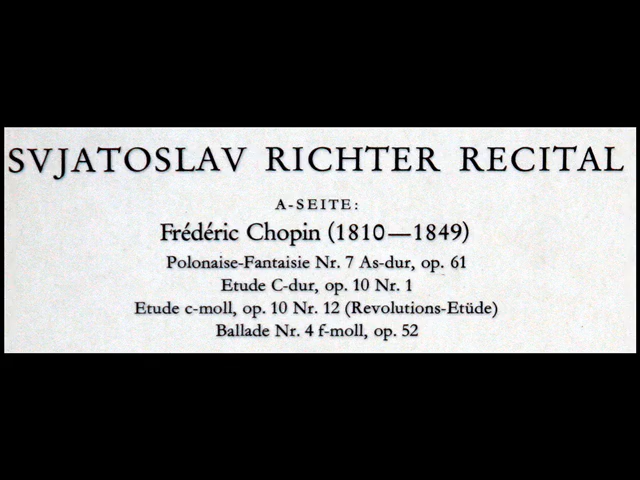 SVJATOSLAV RICHTER RECITAL
A-SEITE:
Frédéric Chopin (1810—1849)
Polonaise-Fantaisie Nr. 7 As-dur, op. 61
Etude C-dur, op. 10 Nr. 1
Etude c-moll, op. 10 Nr. 12 (Revolutions-Etüde)
Ballade Nr. 4 f-moll, op. 52